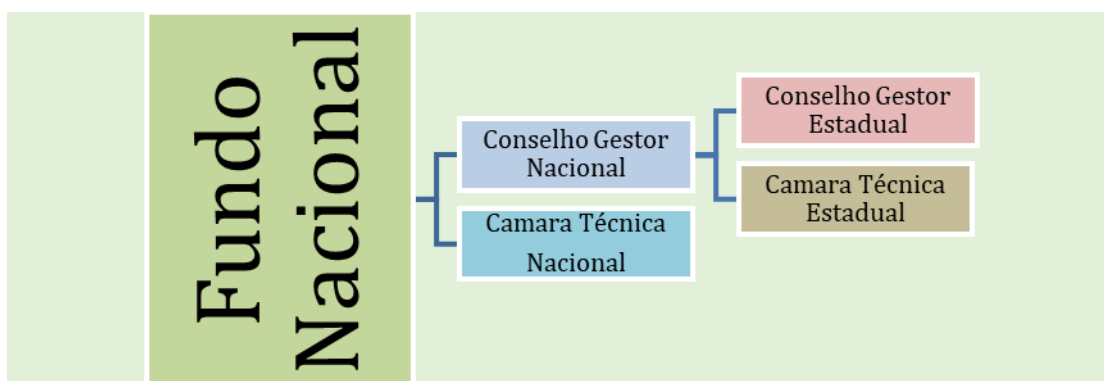 Fundo
Nacional
Conselho Gestor
Nacional
Camara Técnica
Nacional
Conselho Gestor
Estadual
Camara Técnica
Estadual